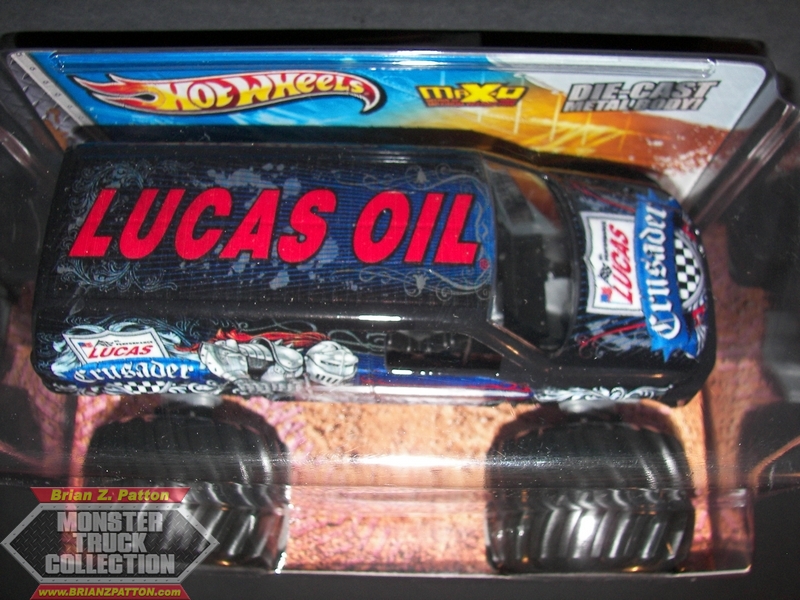 HOT WHEELS
MAXD
DIE-CAST
METAL BODY!
LUCAS OIL
LUCAS
Crusader
LUCAS
Crusader
Brian Z. Patton
MONSTER
TRUCK
COLLECTION
www.BRIANZPATTON.com